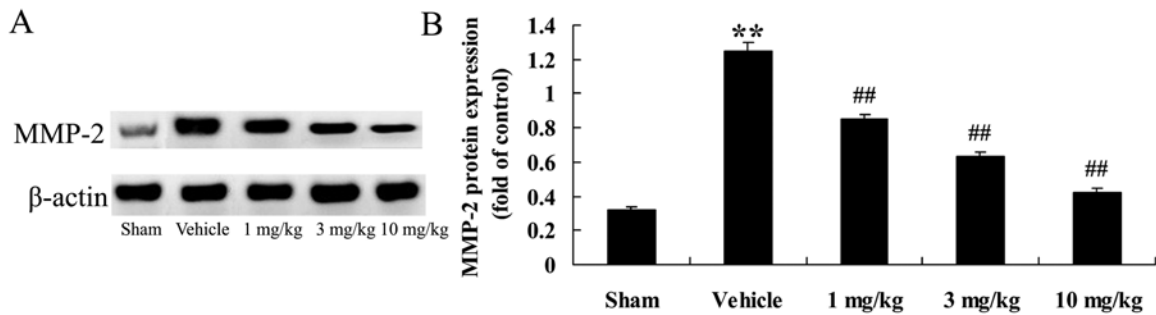 A
MMP-2
β-actin
Sham Vehicle 1 mg/kg 3 mg/kg 10 mg/kg
B
MMP-2 protein expression
(fold of control)
1.4
1.2
1
0.8
0.6
0.4
0.2
0
**
##
##
##
Sham Vehicle 1 mg/kg 3 mg/kg 10 mg/kg